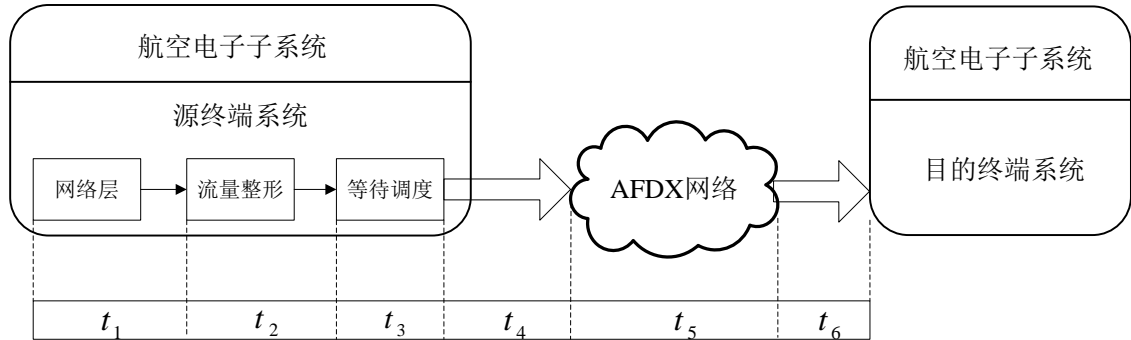 航空电子子系统
源终端系统
网络层
流量整形
等待调度
AFDX网络
航空电子子系统
目的终端系统
t1
t2
t3
t4
t5
t6